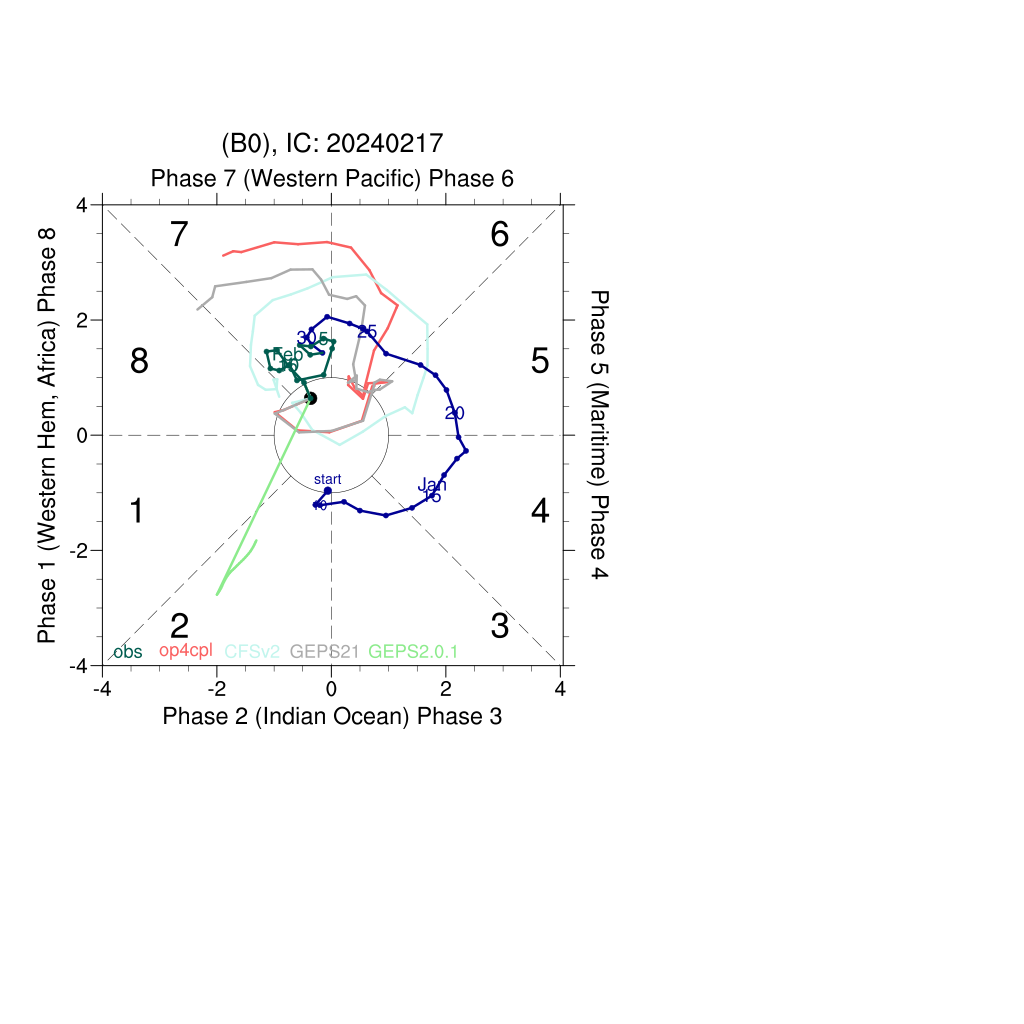 (B0), IC: 20240217
Phase 7 (Western Pacific) Phase 6
4
7
6
Phase 1 (Western Hem, Africa) Phase 8
Phase 5 (Maritime) Phase 4
2
30
5
25
Feb
10
8
5
20
0
start
10
Jan
15
1
4
-2
2
3
obs op4cpl CFSv2 GEPS21 GEPS2.0.1
-4
-4 -2 0 2 4
Phase 2 (Indian Ocean) Phase 3